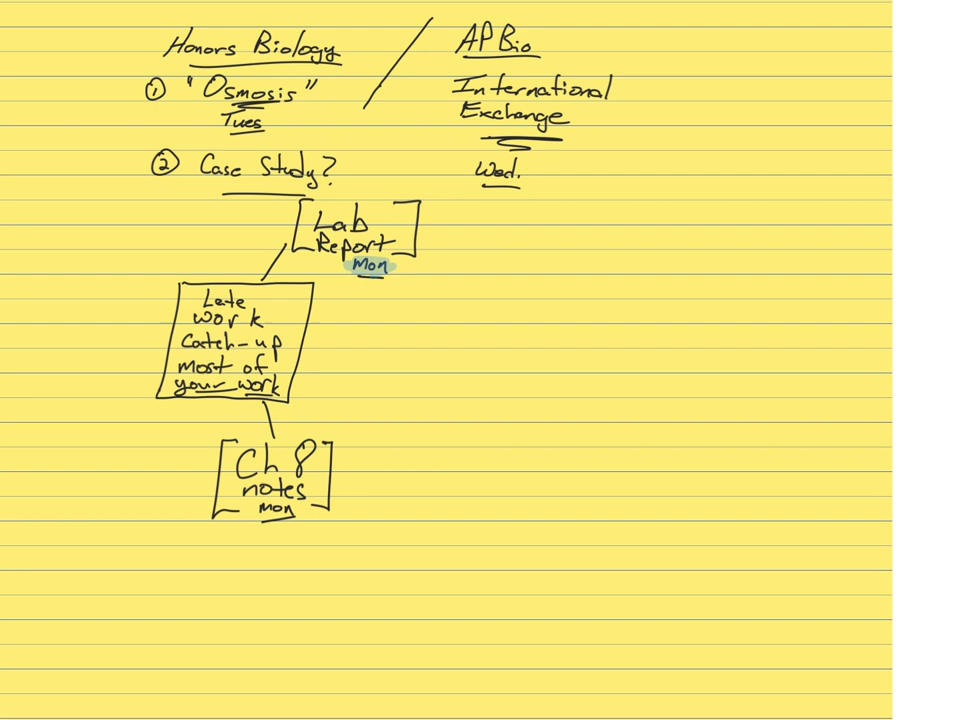 Honors Biology
① "Osmosis"
Tues
② Case Study?
[Lab
Report]
Mon
Late
work
Catch-up
most of
your work
[Ch 8
notes
mon]
/
AP Bio
International
Exchange
Wed.